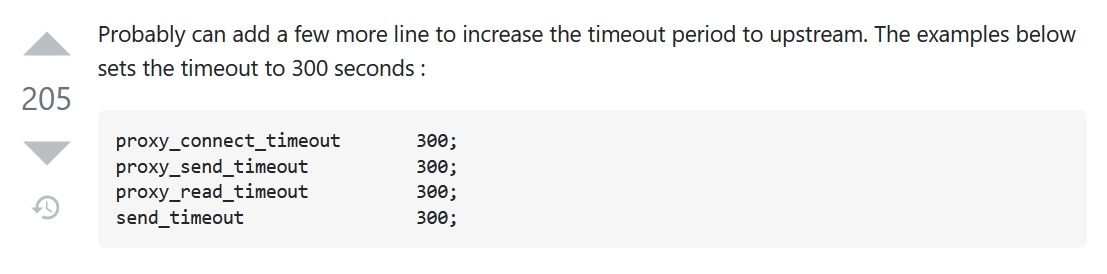 Probably can add a few more line to increase the timeout period to upstream. The examples below
sets the timeout to 300 seconds :
205
proxy_connect_timeout       300;
proxy_send_timeout          300;
proxy_read_timeout          300;
send_timeout                300;